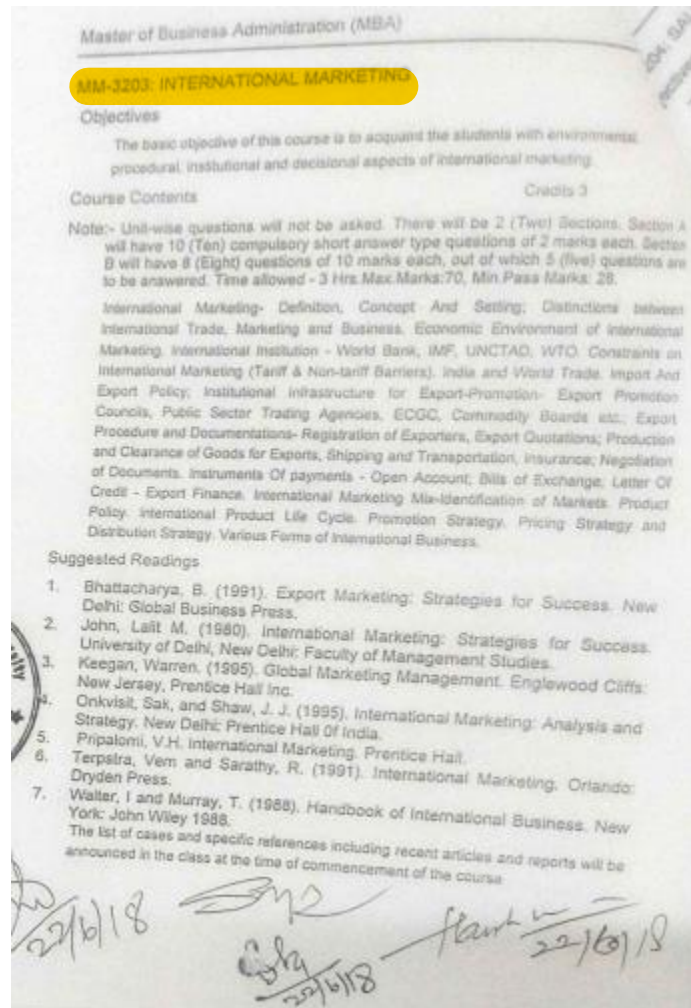 Master of Business Administration (MBA)
204: SAL
MM-3203: INTERNATIONAL MARKETING
Objectives
The basic objective of this course is to acquaint the students with environmental,
procedural, institutional and decisional aspects of international marketing.
Course Contents Credits 3
Note:- Unit-wise questions will not be asked. There will be 2 (Two) Sections. Section A
will have 10 (Ten) compulsory short answer type questions of 2 marks each. Section
B will have 8 (Eight) questions of 10 marks each, out of which 5 (five) questions are
to be answered. Time allowed - 3 Hrs.Max.Marks:70, Min.Pass Marks: 28.
International Marketing- Definition, Concept And Setting; Distinctions between
International Trade, Marketing and Business. Economic Environment of International
Marketing. International Institution - World Bank, IMF, UNCTAD, WTO. Constraints on
International Marketing (Tariff & Non-tariff Barriers). India and World Trade. Import And
Export Policy; Institutional infrastructure for Export-Promotion- Export Promotion
Councils, Public Sector Trading Agencies, ECGC, Commodity Boards etc.; Export
Procedure and Documentations- Registration of Exporters, Export Quotations; Production
and Clearance of Goods for Exports, Shipping and Transportation, Insurance; Negotiation
of Documents. Instruments Of payments - Open Account, Bills of Exchange; Letter Of
Credit - Export Finance. International Marketing Mix-Identification of Markets. Product
Policy. International Product Life Cycle. Promotion Strategy. Pricing Strategy and
Distribution Strategy. Various Forms of International Business.
Suggested Readings
1. Bhattacharya, B. (1991). Export Marketing: Strategies for Success. New
Delhi: Global Business Press.
2. John, Lalit M. (1980). International Marketing: Strategies for Success.
University of Delhi, New Delhi: Faculty of Management Studies.
3. Keegan, Warren. (1995). Global Marketing Management. Englewood Cliffs:
New Jersey, Prentice Hall Inc.
4. Onkvisit, Sak, and Shaw, J. J. (1995). International Marketing: Analysis and
Strategy. New Delhi: Prentice Hall Of India.
5. Pripalomi, V.H. International Marketing. Prentice Hall.
6. Terpstra, Vern and Sarathy, R. (1991). International Marketing. Orlando:
Dryden Press.
7. Walter, I and Murray, T. (1988). Handbook of International Business. New
York: John Wiley 1988.
The list of cases and specific references including recent articles and reports will be
announced in the class at the time of commencement of the course
22/6/18
22/6/18
22/6/18